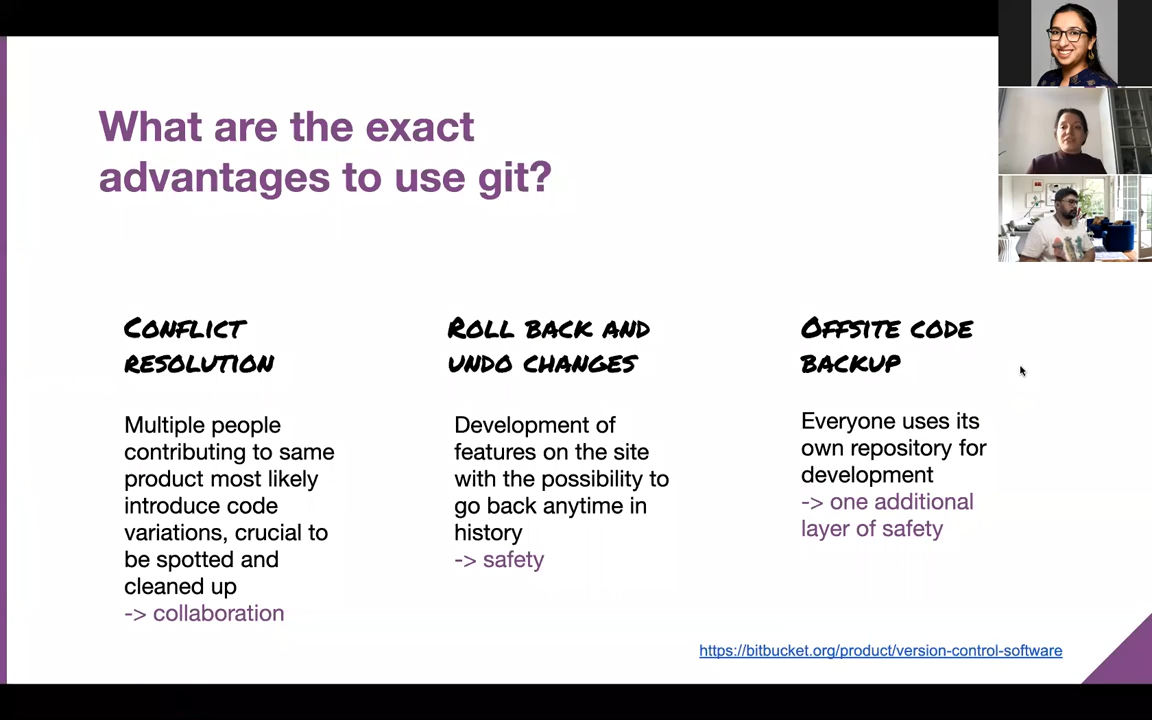 What are the exact
advantages to use git?
Conflict
resolution
Multiple people
contributing to same
product most likely
introduce code
variations, crucial to
be spotted and
cleaned up
-> collaboration
Roll back and
undo changes
Development of
features on the site
with the possibility to
go back anytime in
history
-> safety
Offsite code
backup
Everyone uses its
own repository for
development
-> one additional
layer of safety
https://bitbucket.org/product/version-control-software